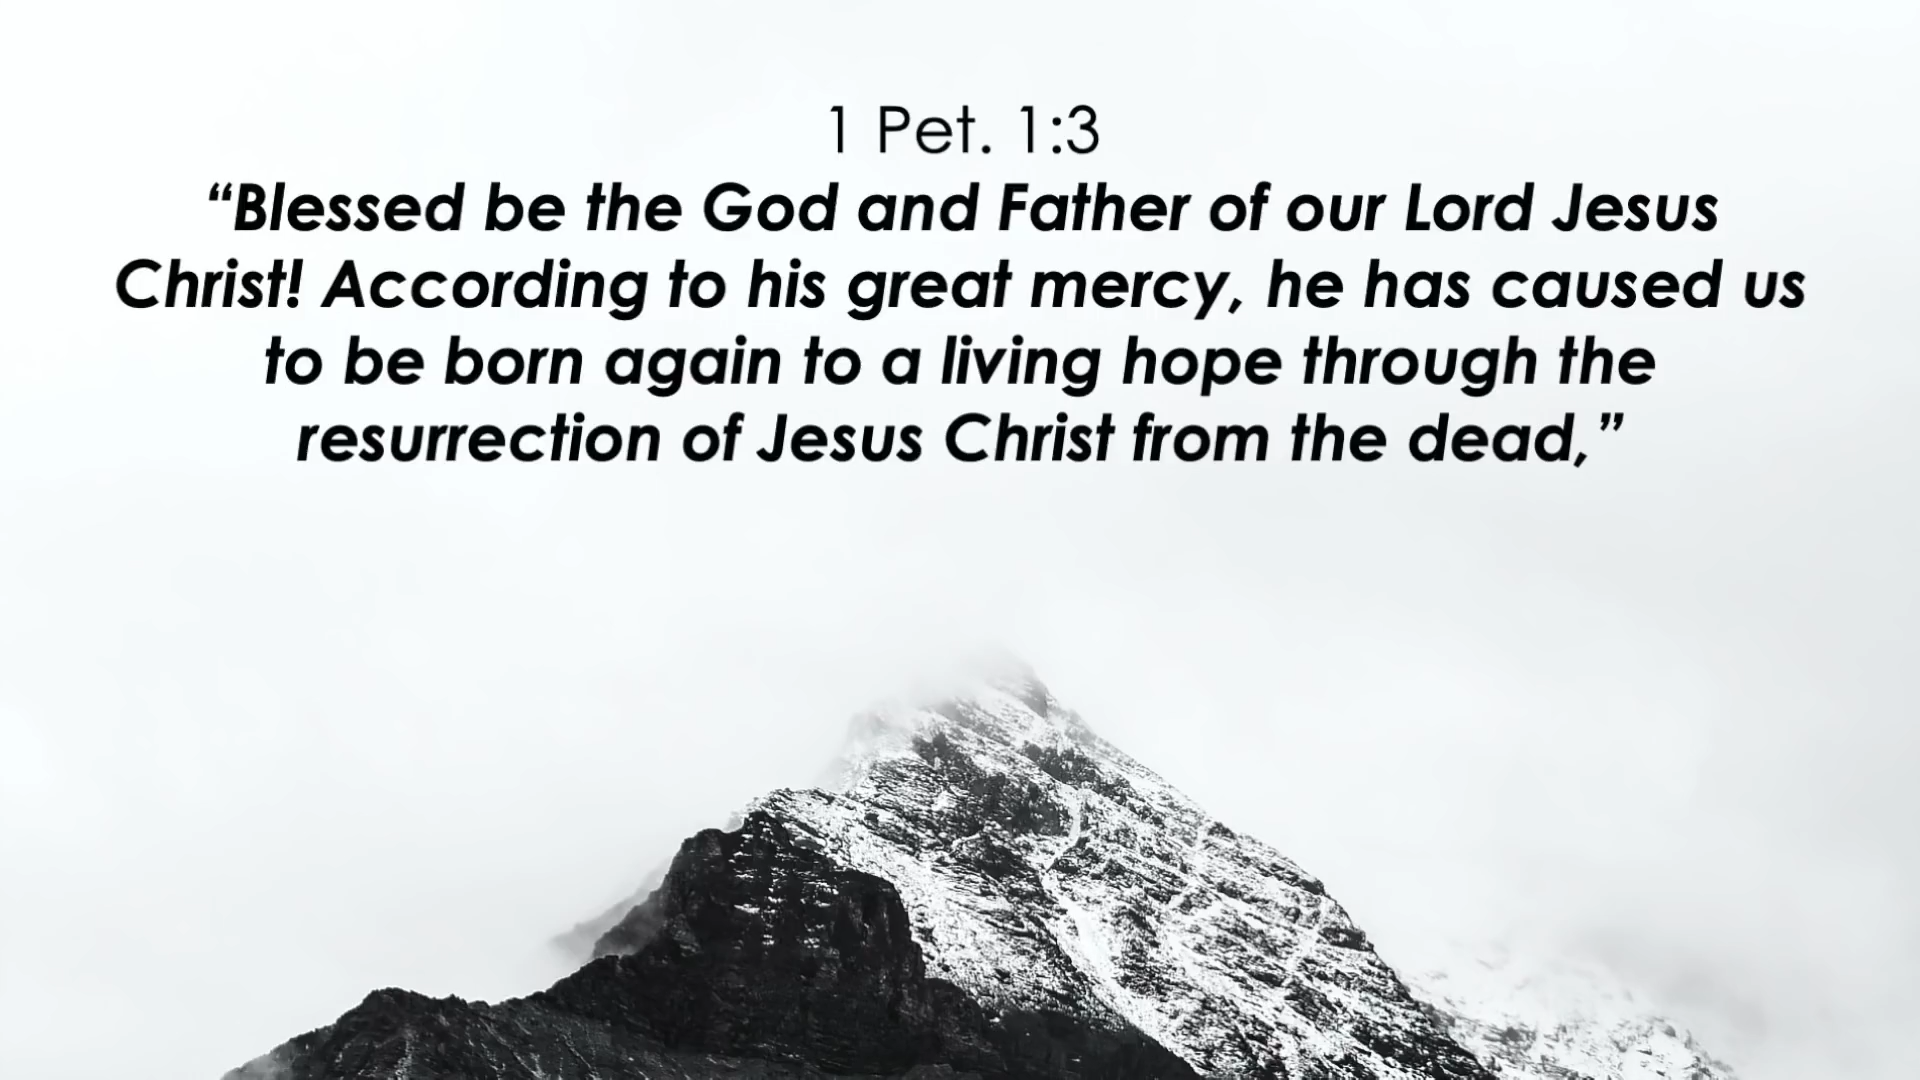 1 Pet. 1:3
“Blessed be the God and Father of our Lord Jesus
Christ! According to his great mercy, he has caused us
to be born again to a living hope through the
resurrection of Jesus Christ from the dead,”